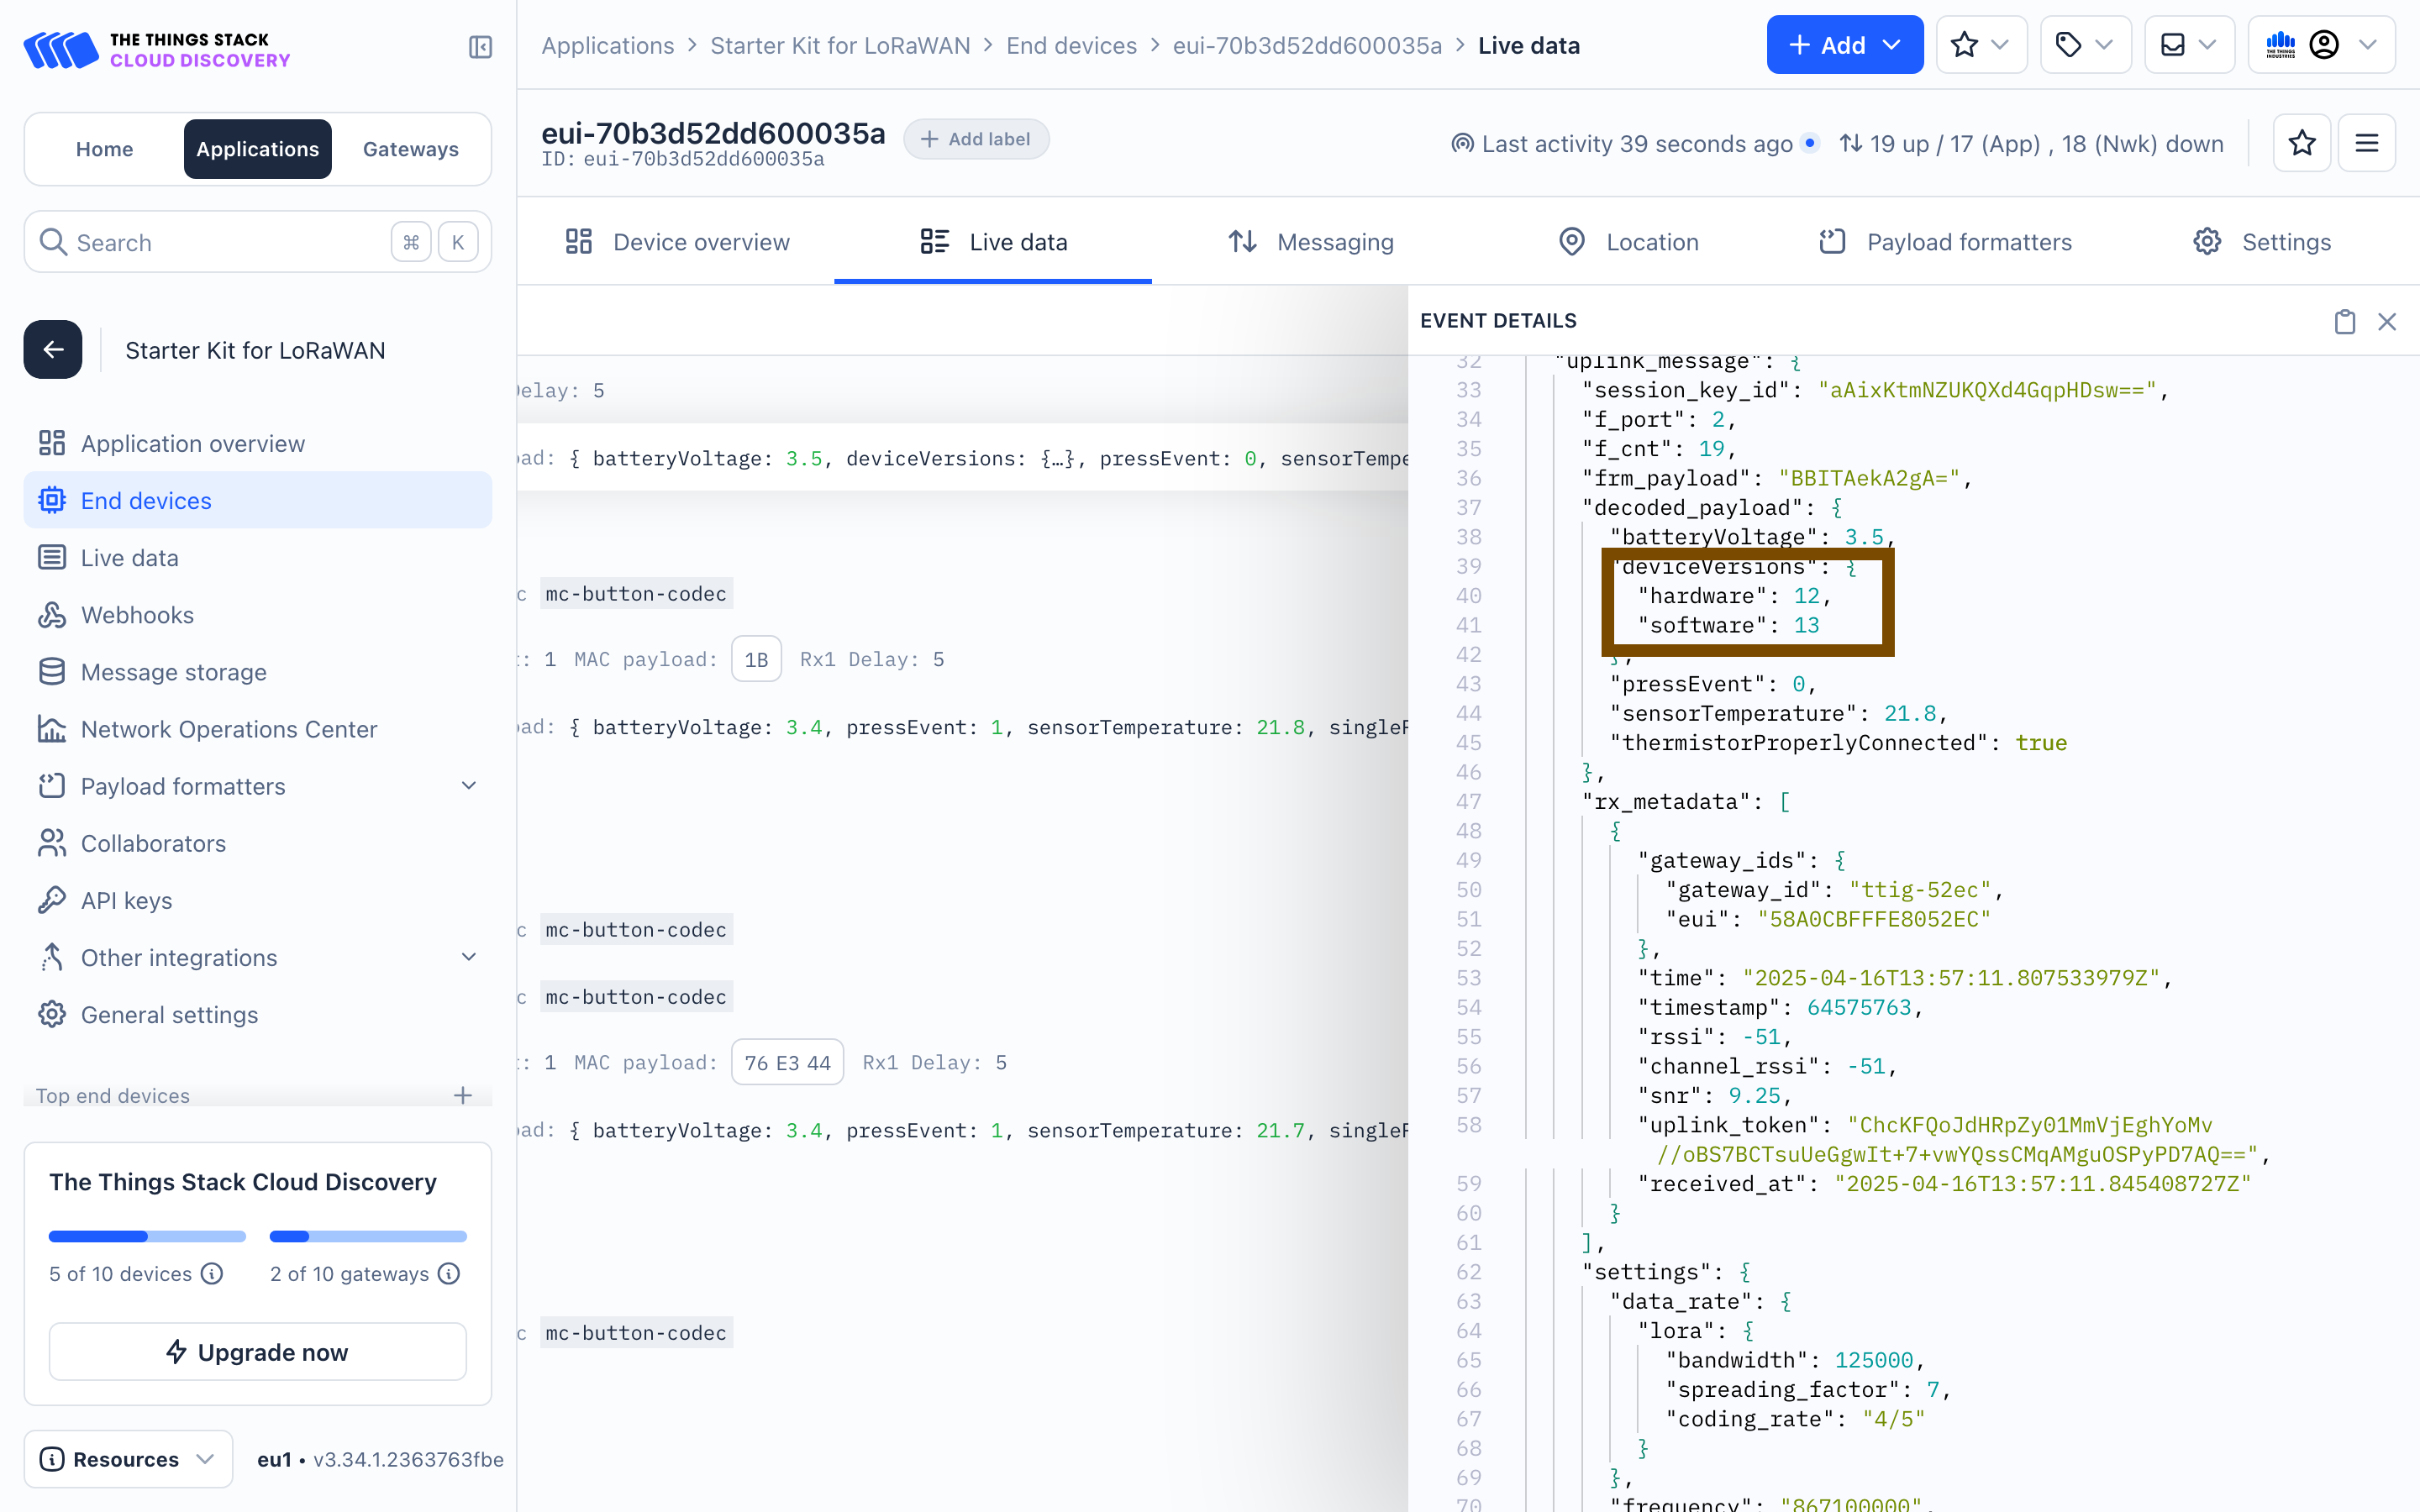 THE THINGS STACK
CLOUD DISCOVERY
Applications > Starter Kit for LoRaWAN > End devices > eui-70b3d52dd600035a > Live data
+ Add
THE THINGS INDUSTRIES
Home
Applications
Gateways
Search
⌘ K
eui-70b3d52dd600035a
+ Add label
ID: eui-70b3d52dd600035a
Last activity 39 seconds ago
19 up / 17 (App) , 18 (Nwk) down
Device overview
Live data
Messaging
Location
Payload formatters
Settings
Starter Kit for LoRaWAN
Application overview
End devices
Live data
Webhooks
Message storage
Network Operations Center
Payload formatters
Collaborators
API keys
Other integrations
General settings
Top end devices
The Things Stack Cloud Discovery
5 of 10 devices
2 of 10 gateways
Upgrade now
Resources
eu1 • v3.34.1.2363763fbe
Delay: 5
oad: { batteryVoltage: 3.5, deviceVersions: {…}, pressEvent: 0, sensorTempe
c mc-button-codec
t: 1 MAC payload: 1B Rx1 Delay: 5
oad: { batteryVoltage: 3.4, pressEvent: 1, sensorTemperature: 21.8, singleP
c mc-button-codec
c mc-button-codec
t: 1 MAC payload: 76 E3 44 Rx1 Delay: 5
oad: { batteryVoltage: 3.4, pressEvent: 1, sensorTemperature: 21.7, singleP
c mc-button-codec
EVENT DETAILS
32 "uplink_message": {
33 "session_key_id": "aAixKtmNZUKQXd4GqpHDsw==",
34 "f_port": 2,
35 "f_cnt": 19,
36 "frm_payload": "BBITAekA2gA=",
37 "decoded_payload": {
38 "batteryVoltage": 3.5,
39 "deviceVersions": {
40 "hardware": 12,
41 "software": 13
42 },
43 "pressEvent": 0,
44 "sensorTemperature": 21.8,
45 "thermistorProperlyConnected": true
46 },
47 "rx_metadata": [
48 {
49 "gateway_ids": {
50 "gateway_id": "ttig-52ec",
51 "eui": "58A0CBFFFE8052EC"
52 },
53 "time": "2025-04-16T13:57:11.807533979Z",
54 "timestamp": 64575763,
55 "rssi": -51,
56 "channel_rssi": -51,
57 "snr": 9.25,
58 "uplink_token": "ChcKFQoJdHRpZy01MmVjEghYoMv
//oBS7BCTsuUeGgwIt+7+vwYQssCMqAMguOSPyPD7AQ==",
59 "received_at": "2025-04-16T13:57:11.845408727Z"
60 }
61 ],
62 "settings": {
63 "data_rate": {
64 "lora": {
65 "bandwidth": 125000,
66 "spreading_factor": 7,
67 "coding_rate": "4/5"
68 }
69 },
70 "frequency": "867100000",